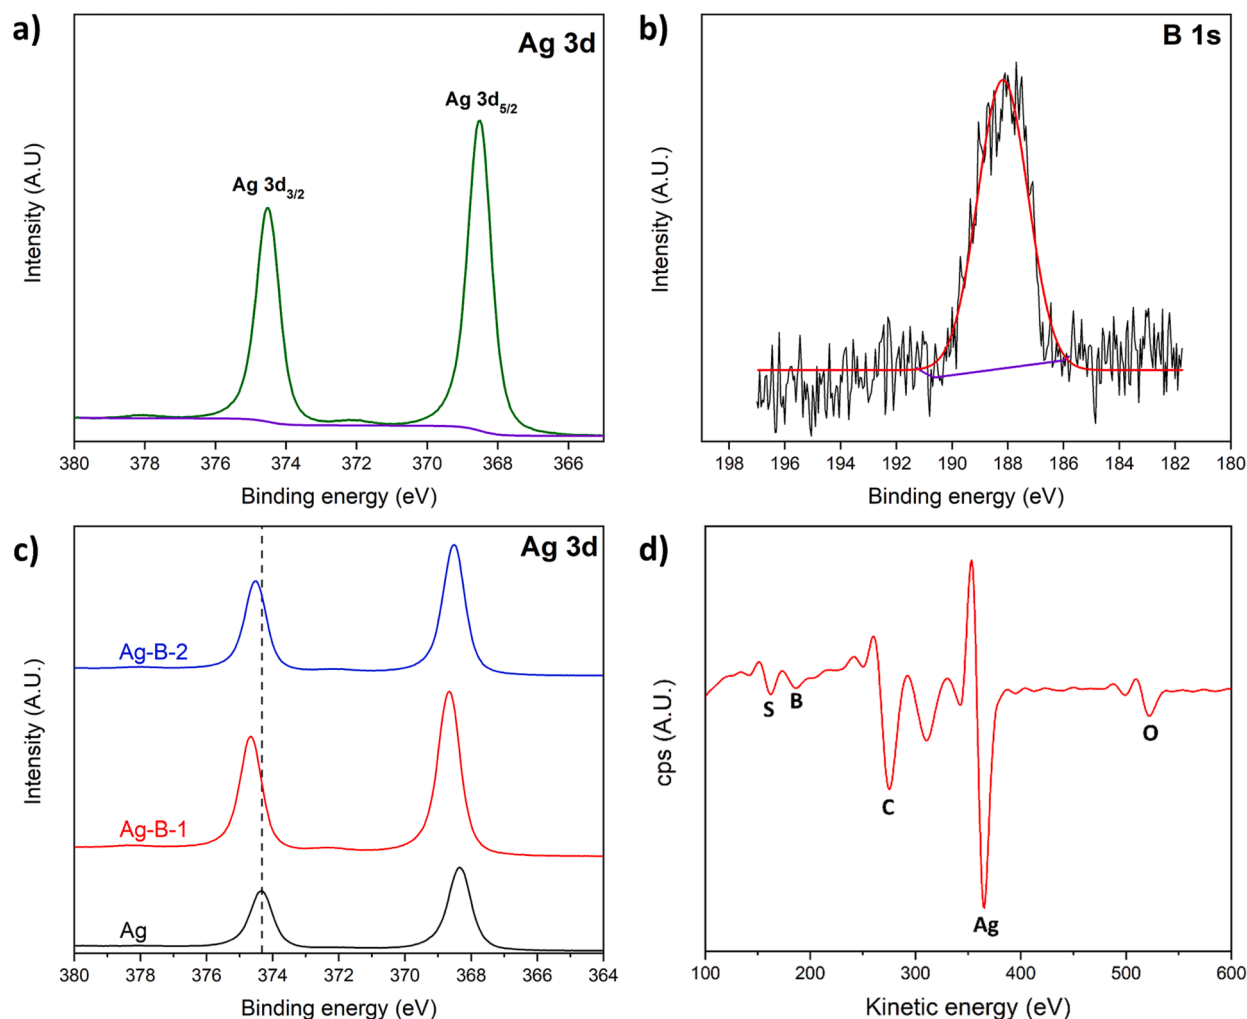 a)
Ag 3d
Ag 3d5/2
Ag 3d3/2
Intensity (A.U)
380 378 376 374 372 370 368 366
Binding energy (eV)
b)
B 1s
Intensity (A.U.)
198 196 194 192 190 188 186 184 182 180
Binding energy (eV)
c)
Ag 3d
Ag-B-2
Ag-B-1
Ag
Intensity (A.U.)
380 378 376 374 372 370 368 366 364
Binding energy (eV)
d)
S
B
C
Ag
O
cps (A.U.)
100 200 300 400 500 600
Kinetic energy (eV)